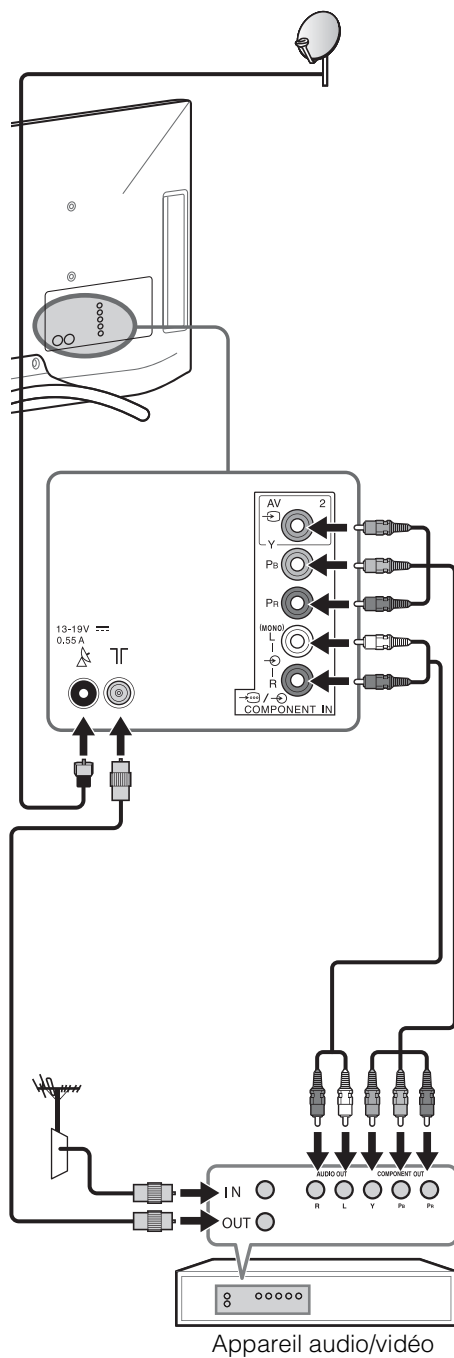 AV 2
Y
PB
PR
(MONO)
L
R
COMPONENT IN
13-19V
0.55 A
IN
OUT
AUDIO OUT COMPONENT OUT
R L Y PB PR
Appareil audio/vidéo